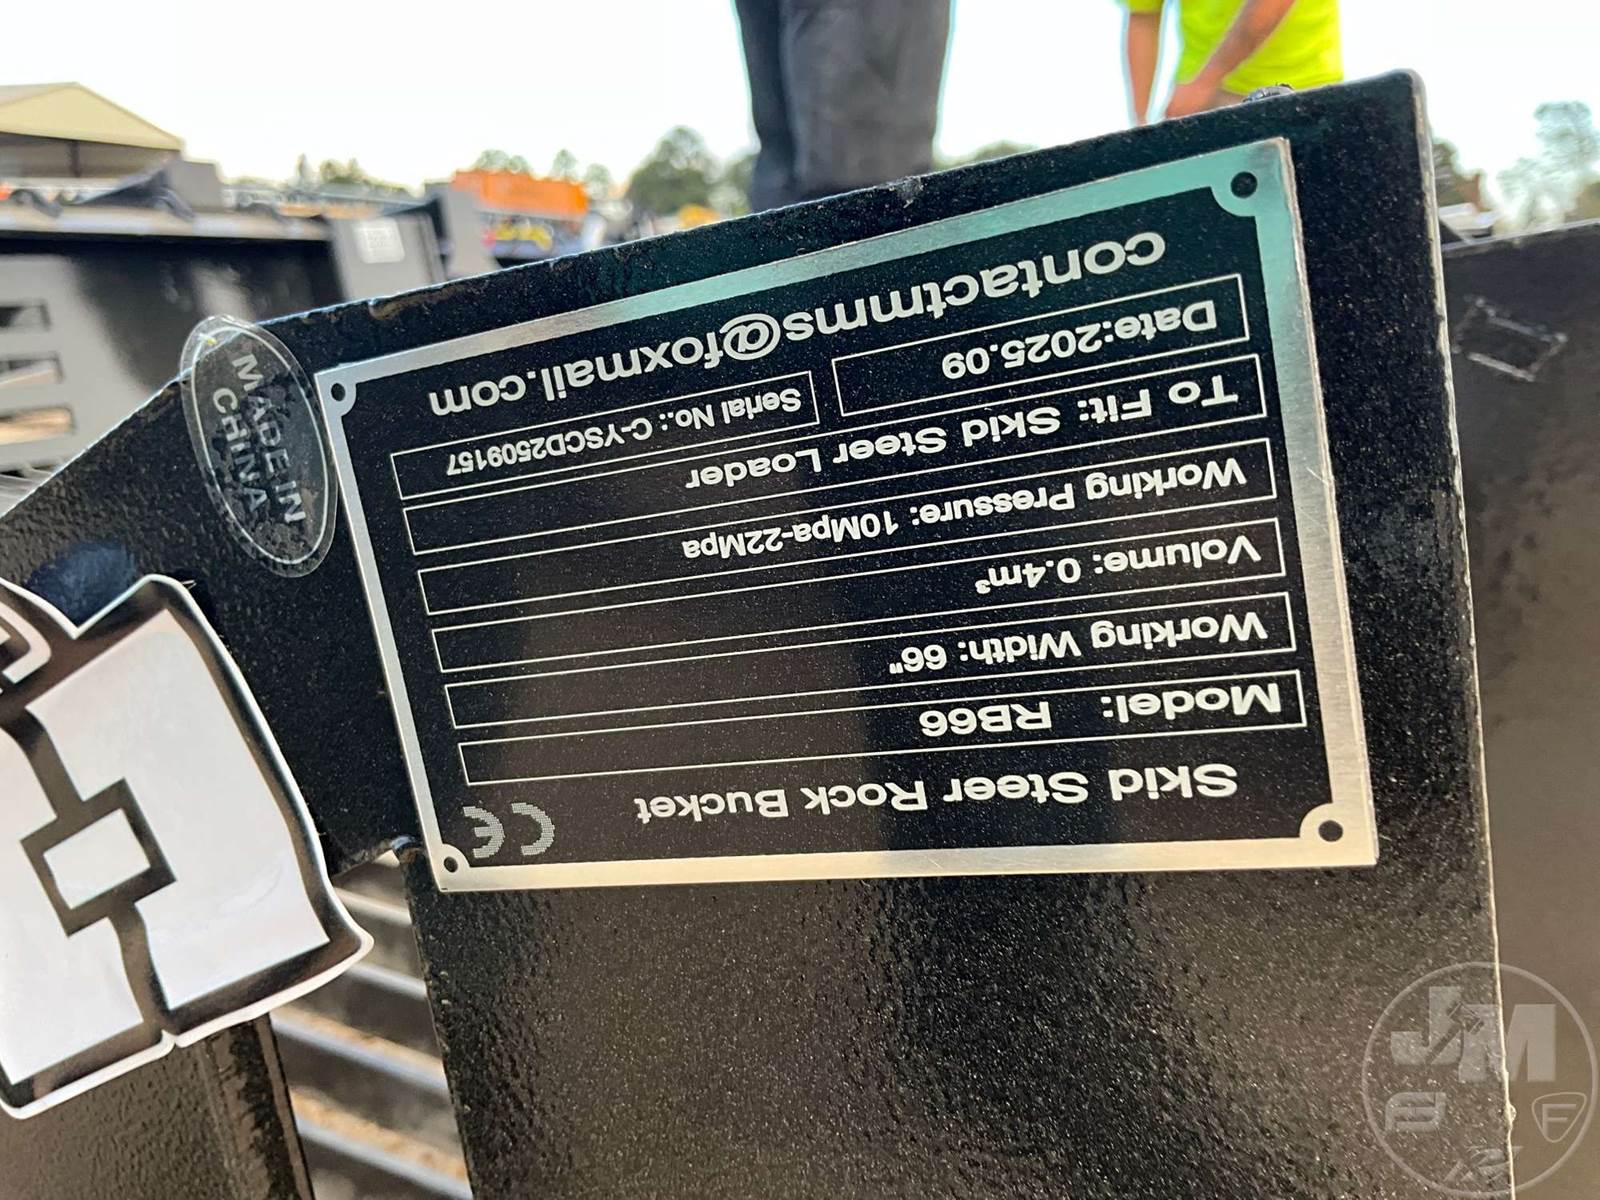 Skid Steer Rock Bucket
CE
Model: RB66
Working Width: 66"
Volume: 0.4m³
Working Pressure: 10Mpa-22Mpa
To Fit: Skid Steer Loader
Date:2025.09
Serial No.: C-YSCD2509157
contactmms@foxmail.com
MADE IN
CHINA
JM